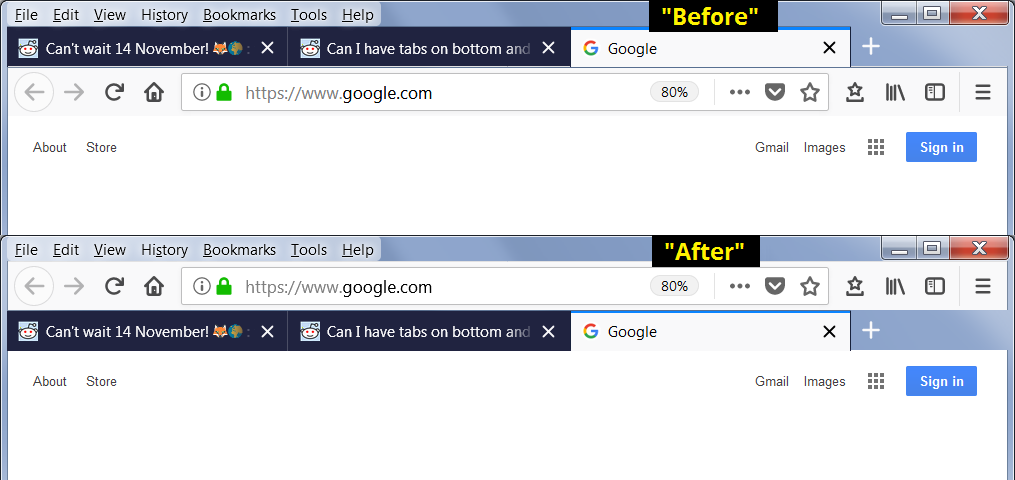 "Before"
File Edit View History Bookmarks Tools Help
Can't wait 14 November! 🦊🌍 : Can I have tabs on bottom and Google
https://www.google.com 80%
About Store Gmail Images Sign in
"After"
File Edit View History Bookmarks Tools Help
https://www.google.com 80%
Can't wait 14 November! 🦊🌍 : Can I have tabs on bottom and Google
About Store Gmail Images Sign in